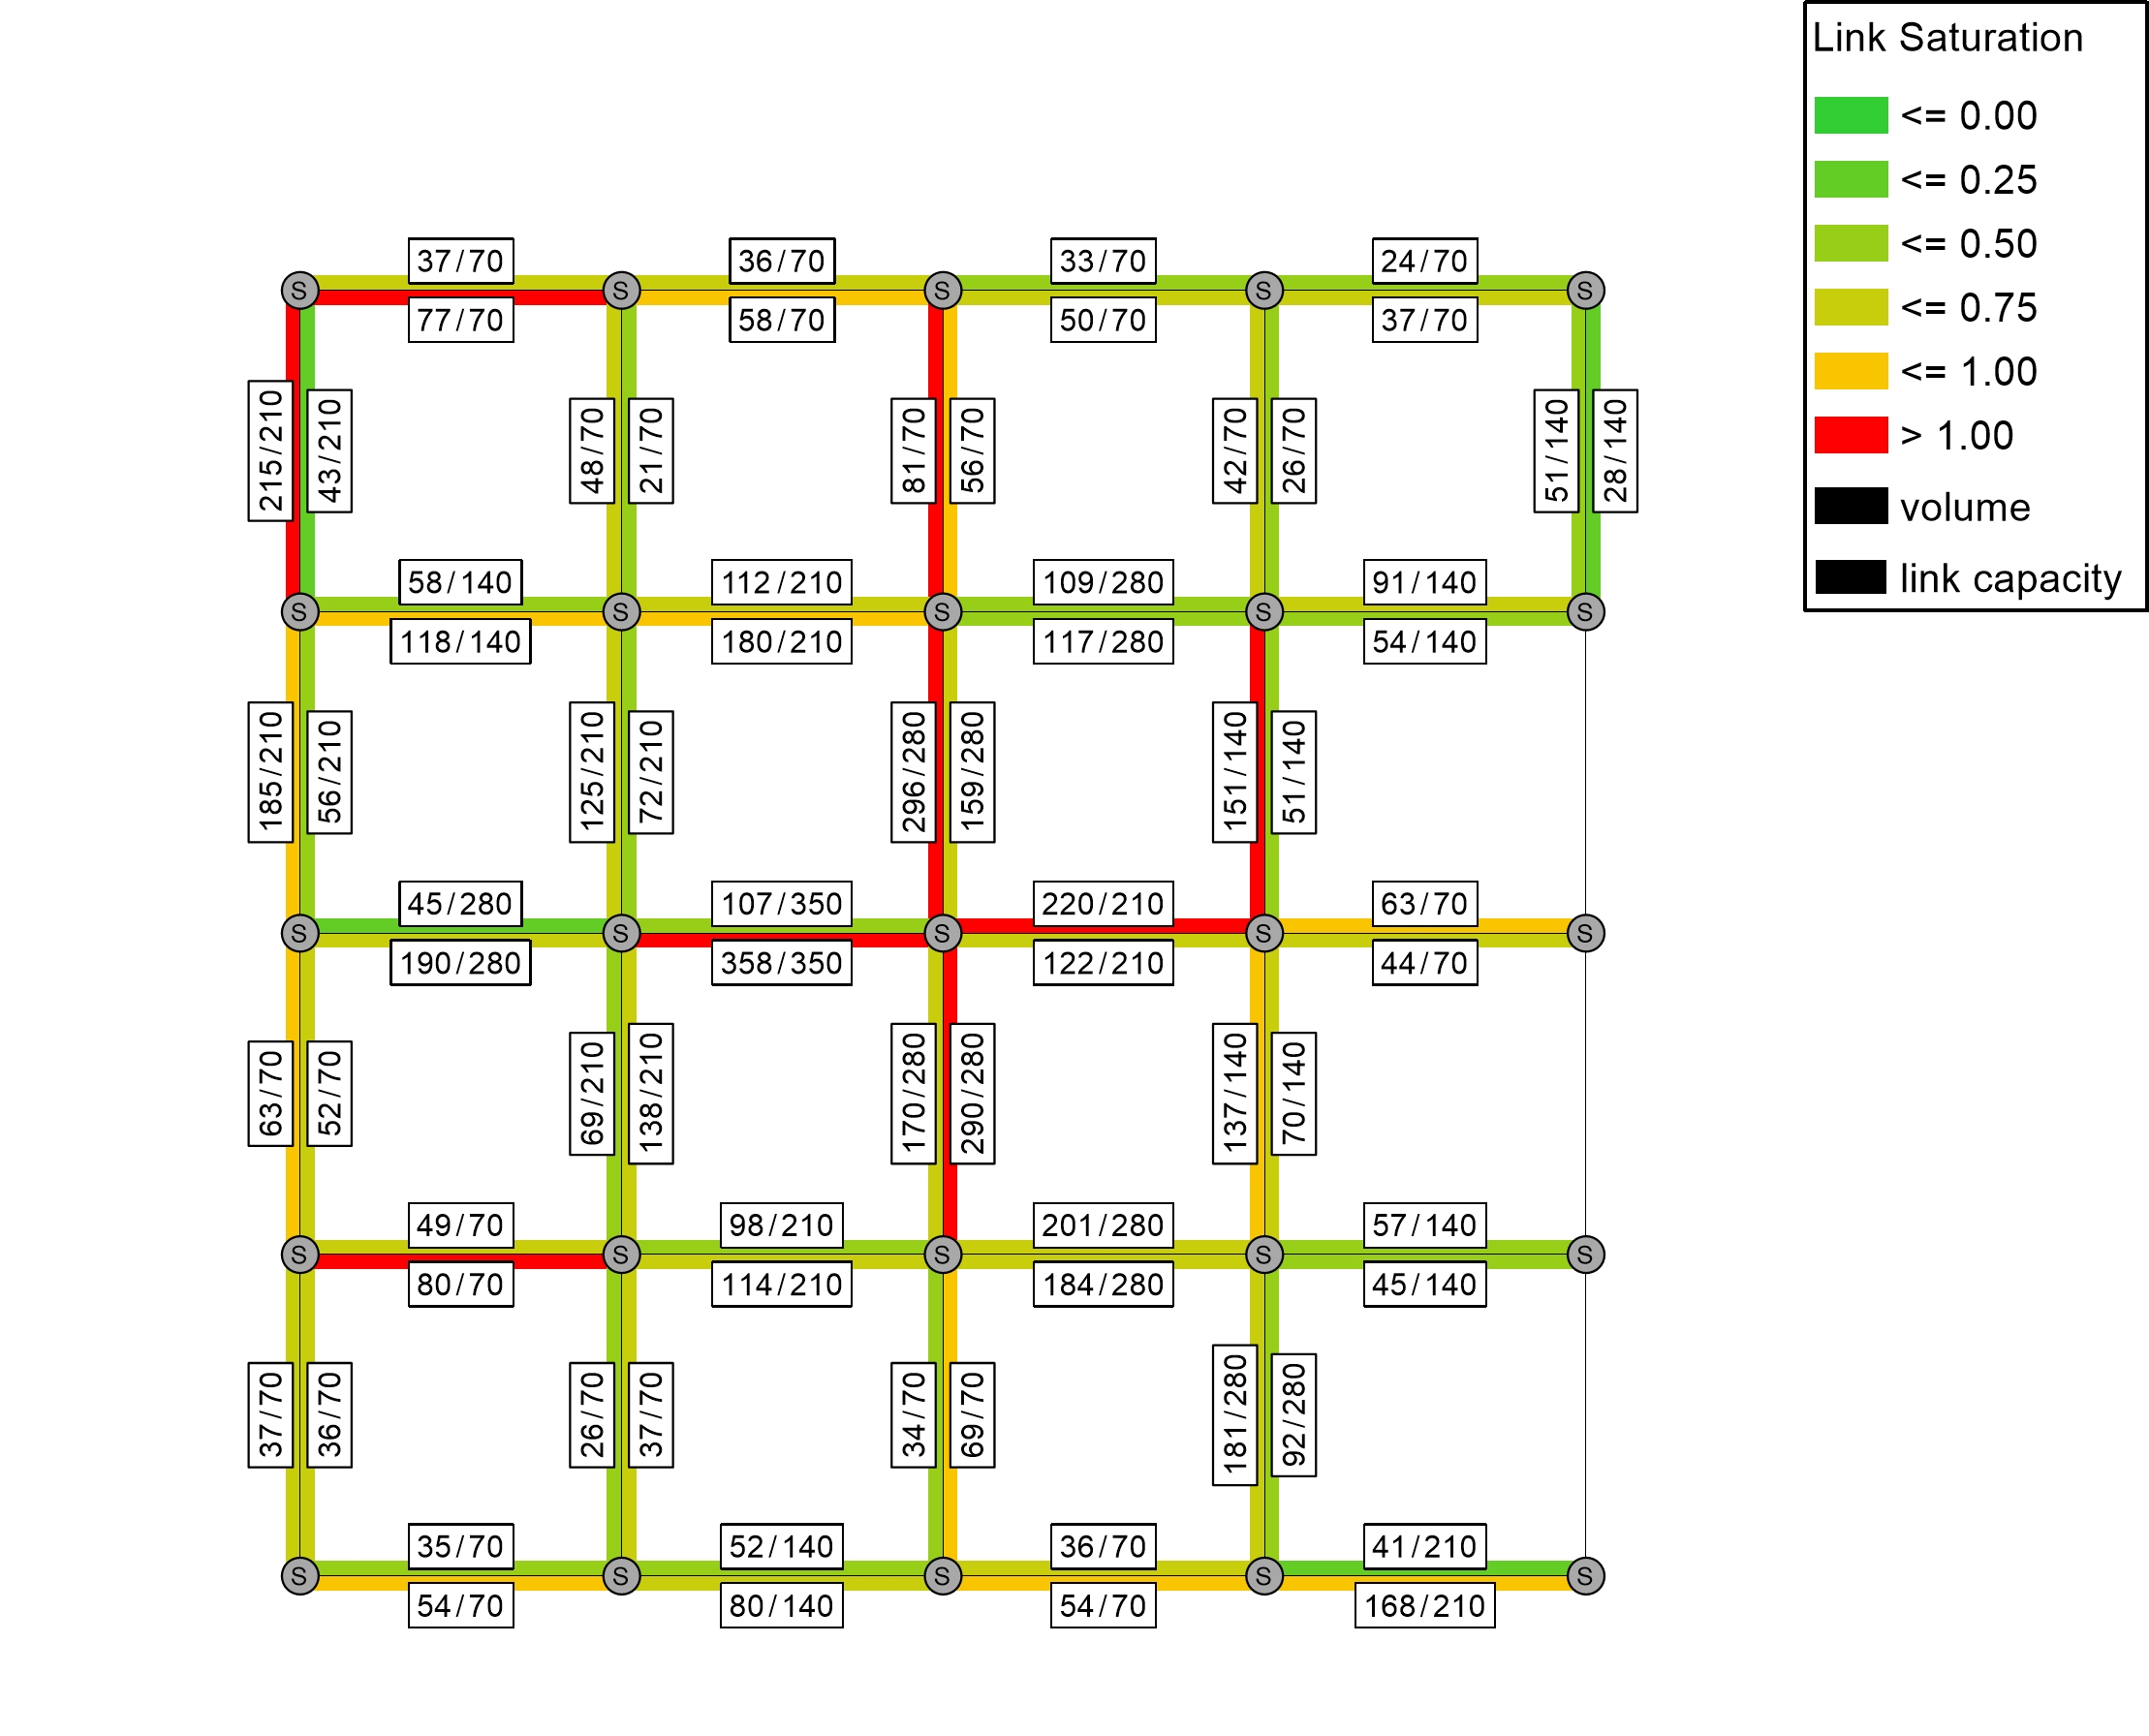 Link Saturation
<= 0.00
<= 0.25
<= 0.50
<= 0.75
<= 1.00
> 1.00
volume
link capacity
37/70
36/70
33/70
24/70
S
S
S
S
S
77/70
58/70
50/70
37/70
215/210
43/210
48/70
21/70
81/70
56/70
42/70
26/70
51/140
28/140
58/140
112/210
109/280
91/140
S
S
S
S
S
118/140
180/210
117/280
54/140
185/210
56/210
125/210
72/210
296/280
159/280
151/140
51/140
45/280
107/350
220/210
63/70
S
S
S
S
S
190/280
358/350
122/210
44/70
63/70
52/70
69/210
138/210
170/280
290/280
137/140
70/140
49/70
98/210
201/280
57/140
S
S
S
S
S
80/70
114/210
184/280
45/140
37/70
36/70
26/70
37/70
34/70
69/70
181/280
92/280
35/70
52/140
36/70
41/210
S
S
S
S
S
54/70
80/140
54/70
168/210